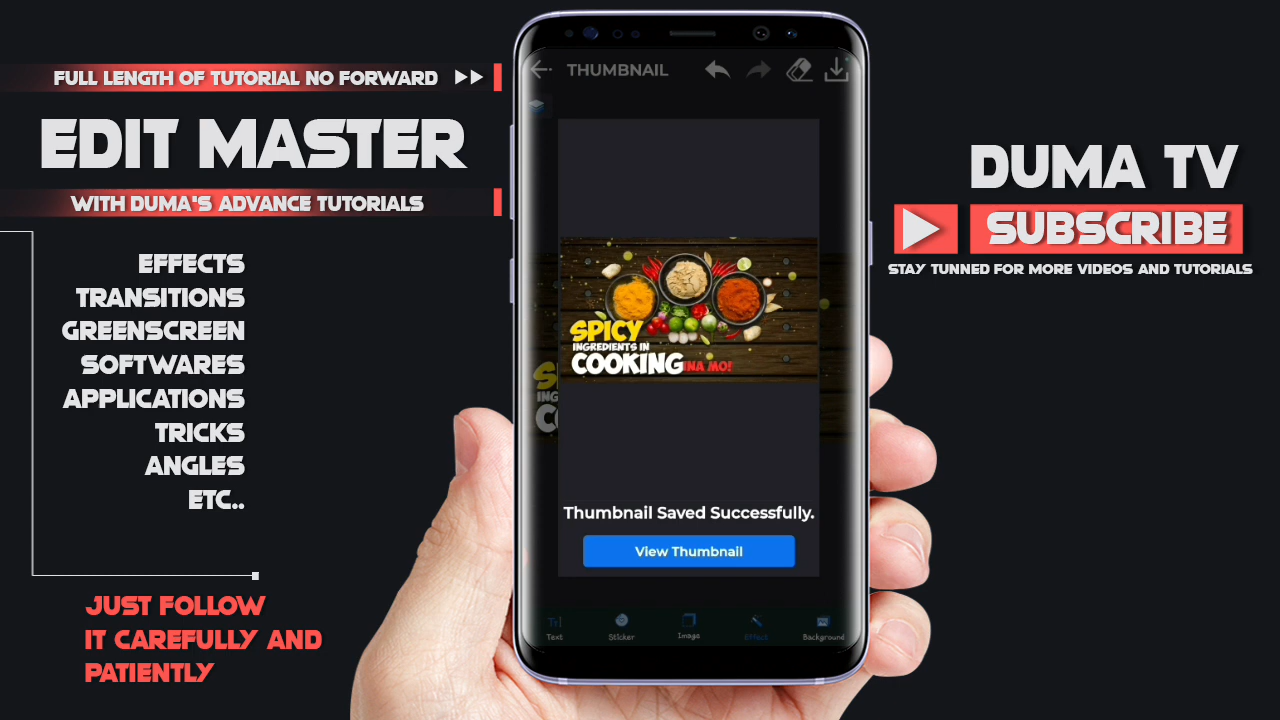 FULL LENGTH OF TUTORIAL NO FORWARD
EDIT MASTER
WITH DUMA'S ADVANCE TUTORIALS
EFFECTS
TRANSITIONS
GREENSCREEN
SOFTWARES
APPLICATIONS
TRICKS
ANGLES
ETC..
JUST FOLLOW
IT CAREFULLY AND
PATIENTLY
THUMBNAIL
SPICY
INGREDIENTS IN
COOKING
MO!
Thumbnail Saved Successfully.
View Thumbnail
Text
Sticker
Image
Effect
Background
DUMA TV
SUBSCRIBE
STAY TUNNED FOR MORE VIDEOS AND TUTORIALS